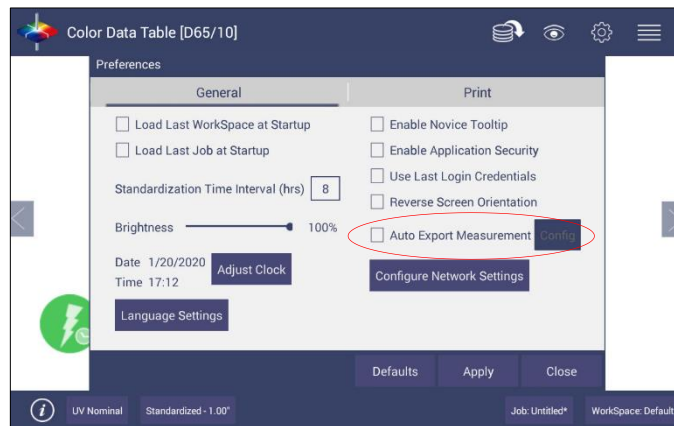 Color Data Table [D65/10]
Preferences
General
Print
Load Last WorkSpace at Startup
Load Last Job at Startup
Standardization Time Interval (hrs) 8
Brightness 100%
Date 1/20/2020
Time 17:12
Adjust Clock
Language Settings
Enable Novice Tooltip
Enable Application Security
Use Last Login Credentials
Reverse Screen Orientation
Auto Export Measurement Config
Configure Network Settings
Defaults Apply Close
i UV Nominal Standardized - 1.00" Job: Untitled* WorkSpace: Default